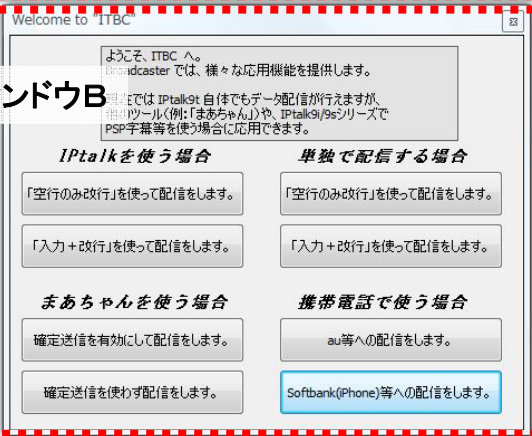 Welcome to "ITBC"
ようこそ、ITBC へ。
Broadcaster では、様々な応用機能を提供します。
ンドウB
では IPtalk9t 自体でもデータ配信が行えますが、
ツール(例:「まあちゃん」)や、IPtalk9i/9sシリーズで
PSP字幕等を使う場合に応用できます。
IPtalkを使う場合
単独で配信する場合
「空行のみ改行」を使って配信をします。
「空行のみ改行」を使って配信をします。
「入力+改行」を使って配信をします。
「入力+改行」を使って配信をします。
まあちゃんを使う場合
携帯電話で使う場合
確定送信を有効にして配信をします。
au等への配信をします。
確定送信を使わず配信をします。
Softbank(iPhone)等への配信をします。